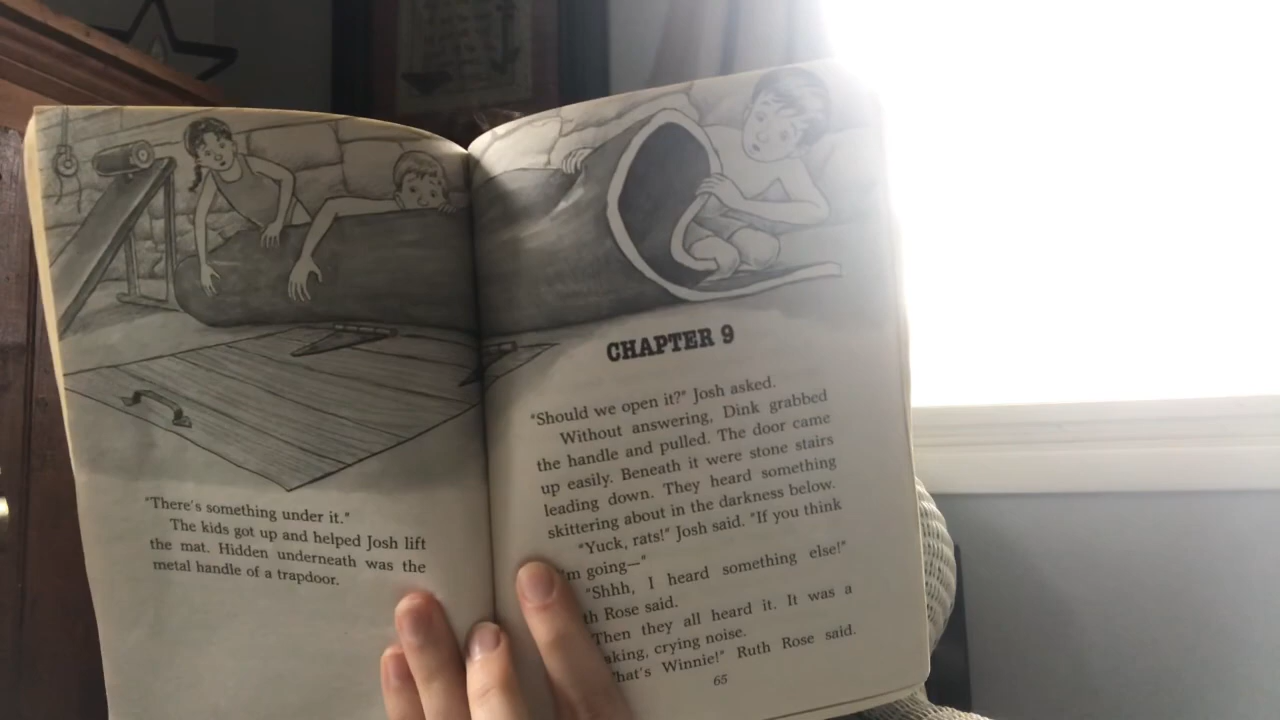 "There's something under it."
The kids got up and helped Josh lift
the mat. Hidden underneath was the
metal handle of a trapdoor.
CHAPTER 9
"Should we open it?" Josh asked.
Without answering, Dink grabbed
the handle and pulled. The door came
up easily. Beneath it were stone stairs
leading down. They heard something
skittering about in the darkness below.
"Yuck, rats!" Josh said. "If you think
'm going—"
"Shhh, I heard something else!"
th Rose said.
Then they all heard it. It was a
aking, crying noise.
hat's Winnie!" Ruth Rose said.
65